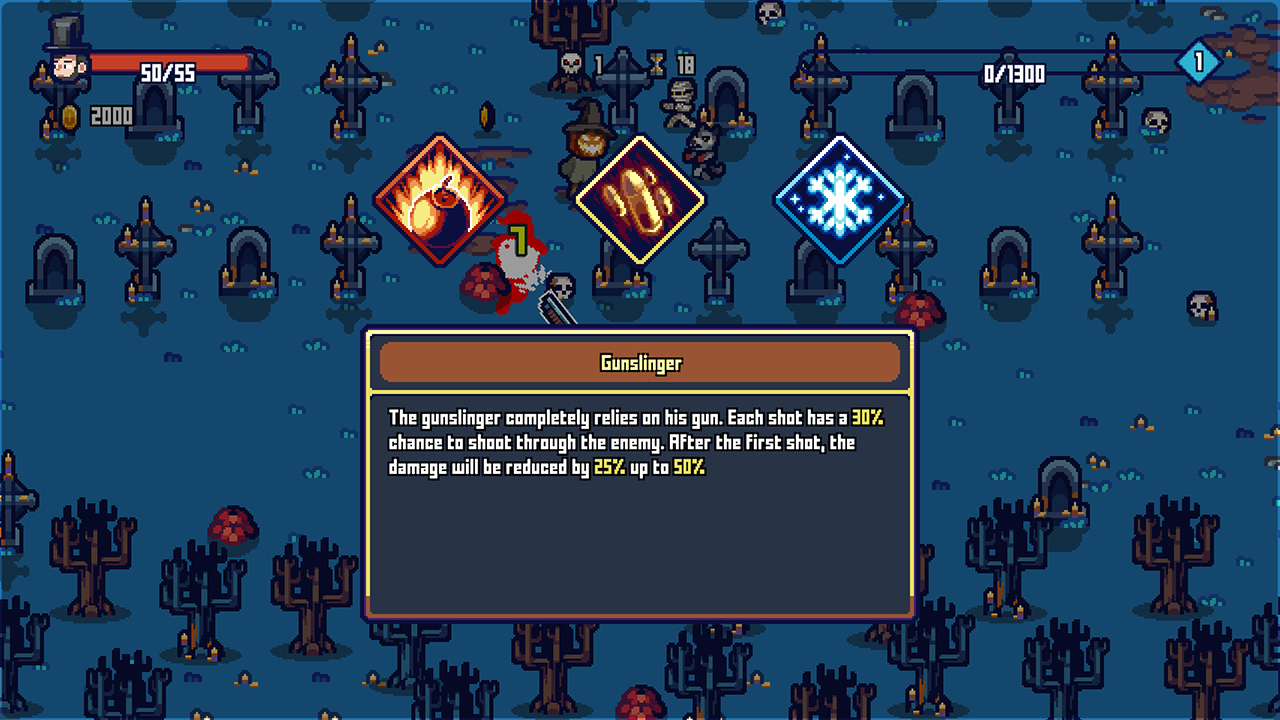 50/55
1
18
0/1300
1
2000
1
Gunslinger
The gunslinger completely relies on his gun. Each shot has a 30%
chance to shoot through the enemy. After the first shot, the
damage will be reduced by 25% up to 50%